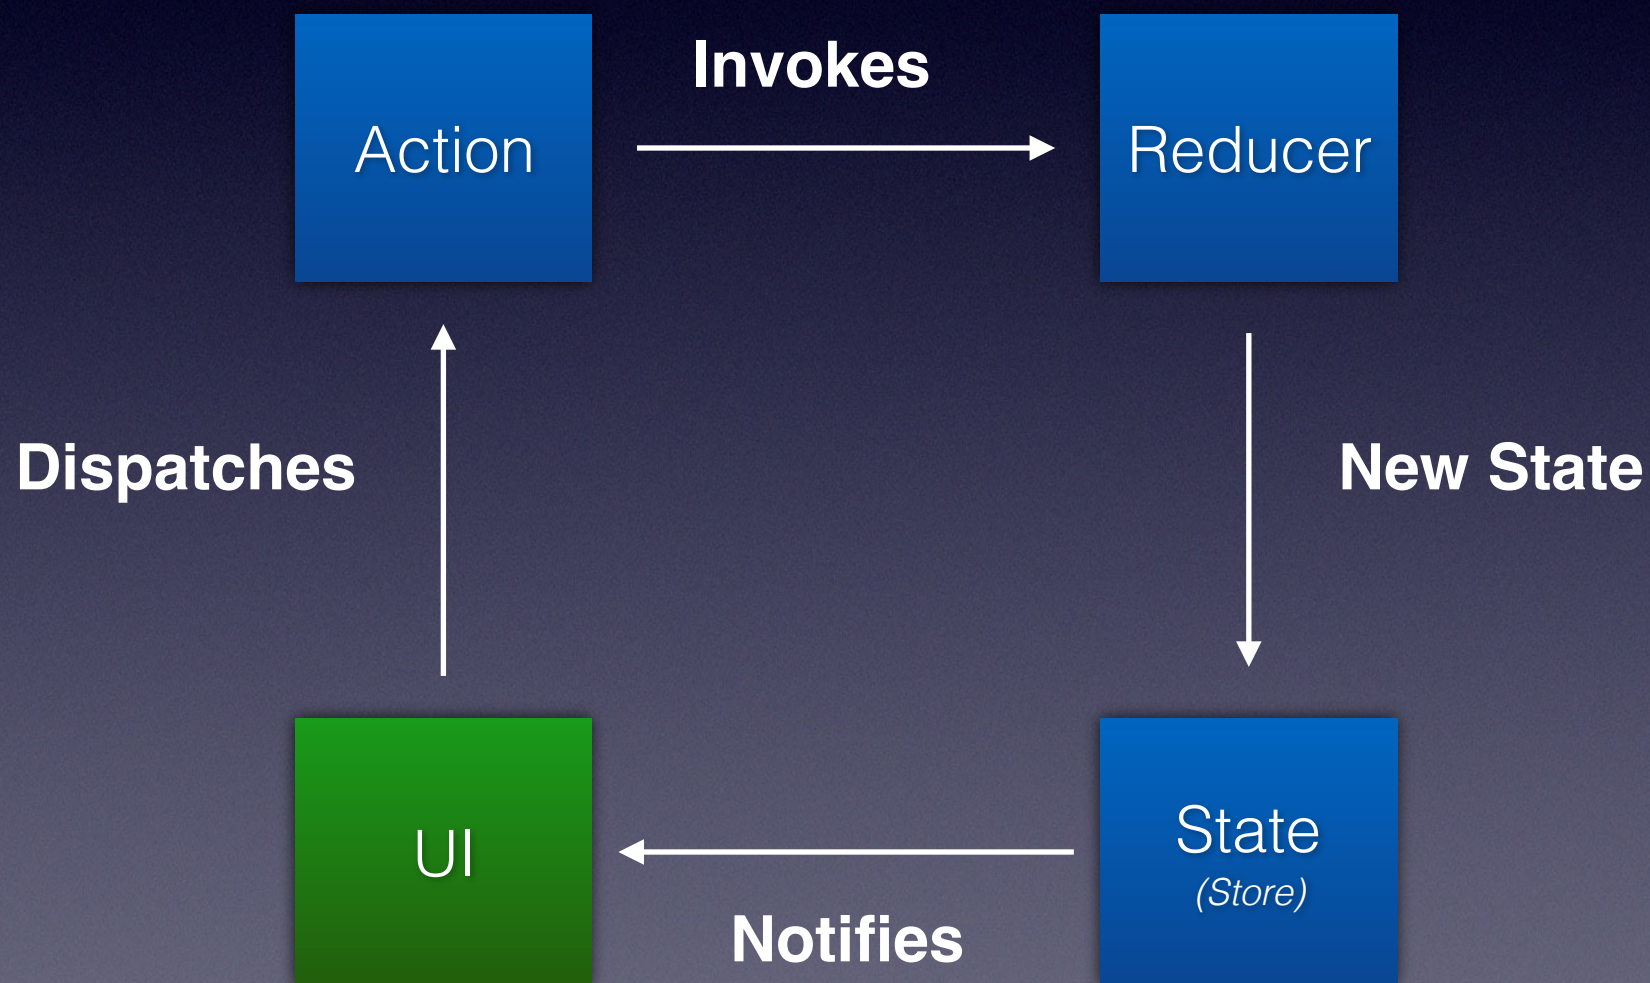 Invokes
Action
Reducer
Dispatches
New State
UI
State
(Store)
Notifies